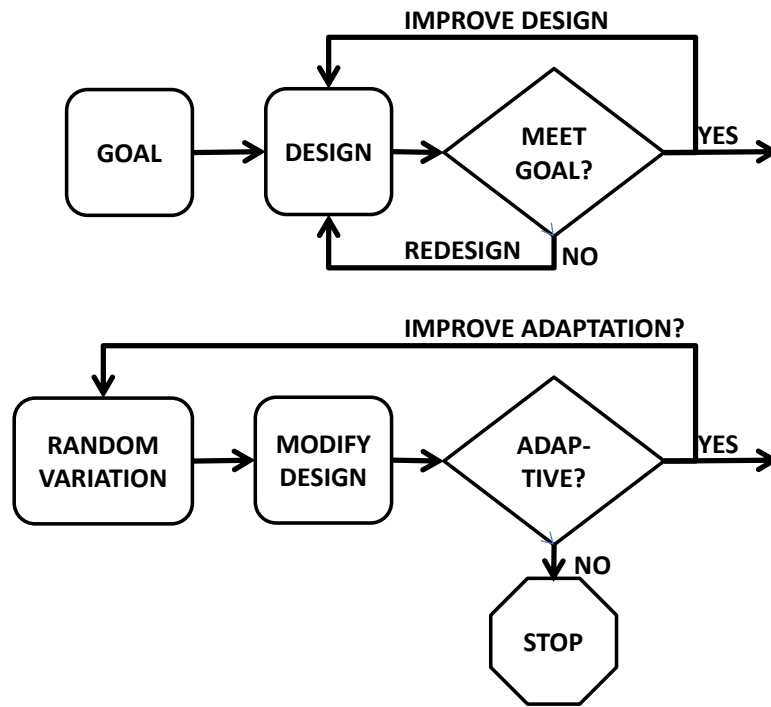 IMPROVE DESIGN
GOAL
DESIGN
MEET
GOAL?
YES
REDESIGN
NO
IMPROVE ADAPTATION?
RANDOM
VARIATION
MODIFY
DESIGN
ADAP-
TIVE?
YES
NO
STOP